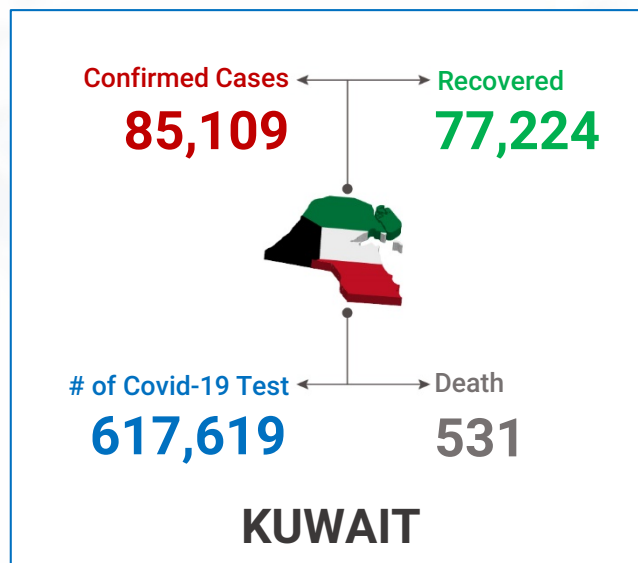 Confirmed Cases
85,109
Recovered
77,224
# of Covid-19 Test
617,619
Death
531
KUWAIT